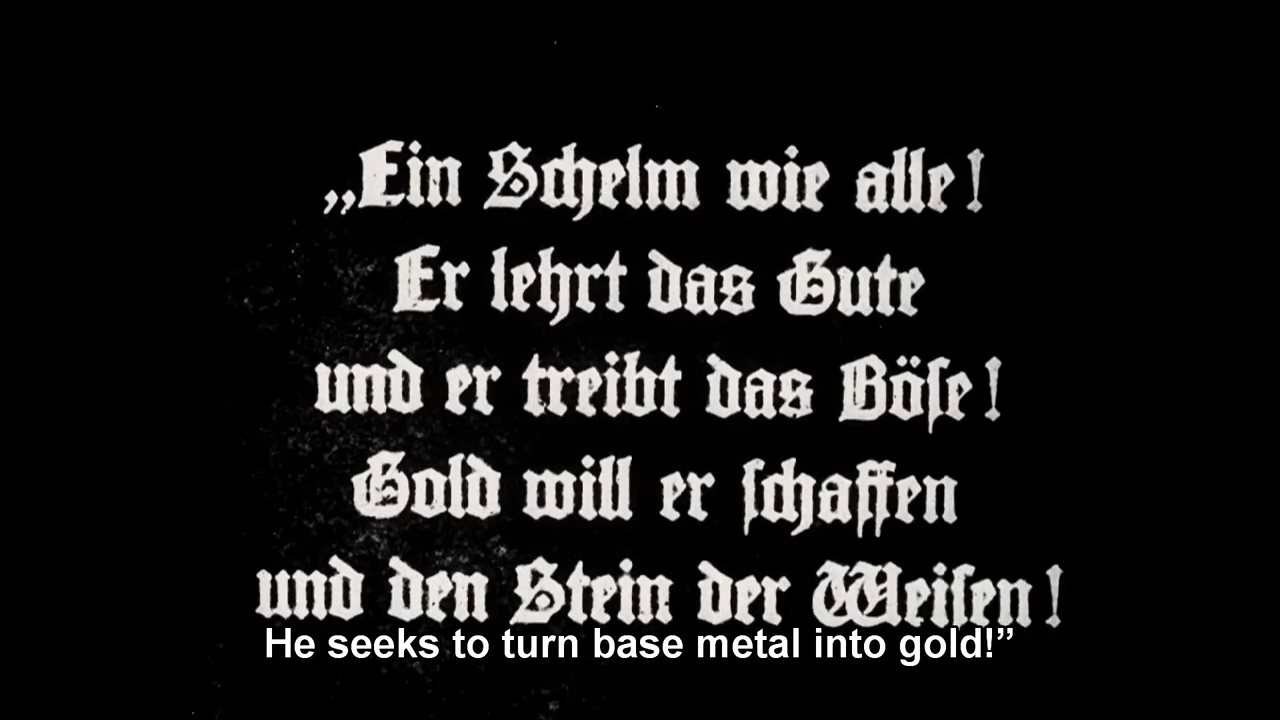 „Ein Schelm wie alle!
Er lehrt das Gute
und er treibt das Böſe!
Gold will er ſchaffen
und den Stein der Weiſen!
He seeks to turn base metal into gold!”